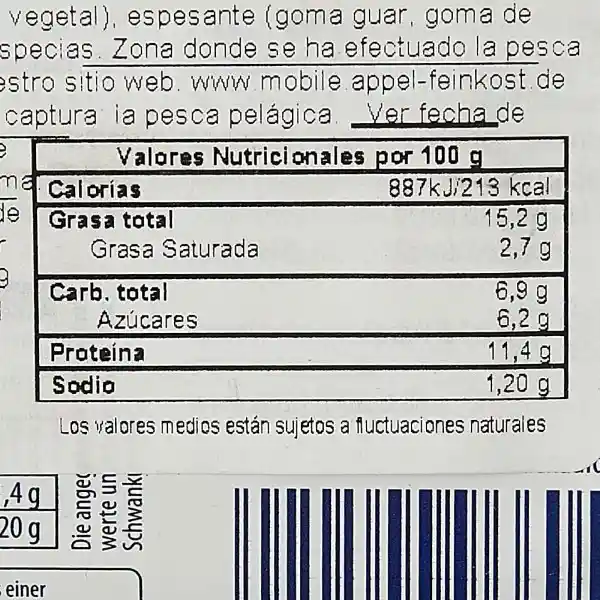 vegetal), espesante (goma guar, goma de
specias. Zona donde se ha efectuado la pesca
estro sitio web. www.mobile.appel-feinkost.de
captura: la pesca pelágica. Ver fecha de
Valores Nutricionales por 100 g
Calorías 887kJ/213 kcal
Grasa total 15,2 g
Grasa Saturada 2,7 g
Carb. total 6,9 g
Azúcares 6,2 g
Proteína 11,4 g
Sodio 1,20 g
Los valores medios están sujetos a fluctuaciones naturales
,4 g
20 g
Die angeg
werte un
Schwank
einer